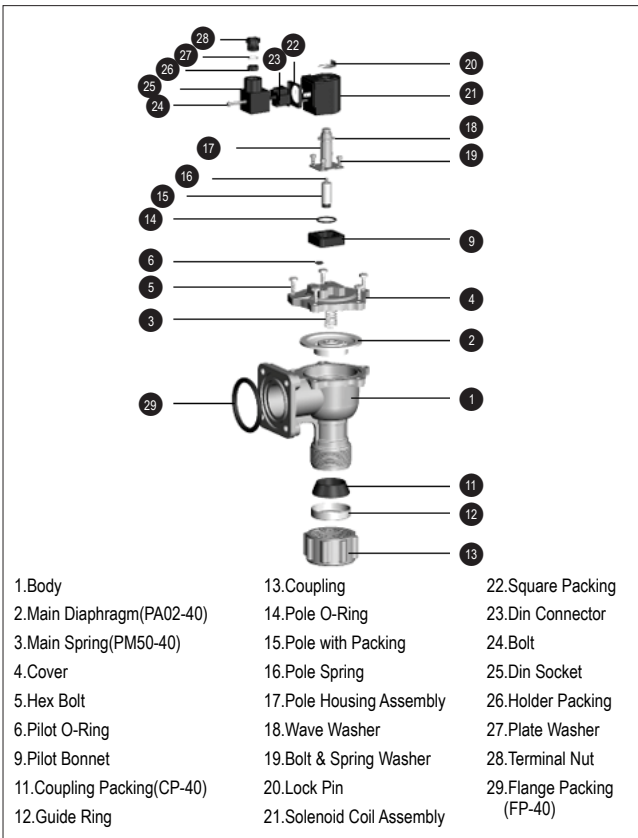 28
27
26
25
24
23
22
20
21
18
17
19
16
15
14
9
6
5
4
3
2
29
1
11
12
13
1.Body
2.Main Diaphragm(PA02-40)
3.Main Spring(PM50-40)
4.Cover
5.Hex Bolt
6.Pilot O-Ring
9.Pilot Bonnet
11.Coupling Packing(CP-40)
12.Guide Ring
13.Coupling
14.Pole O-Ring
15.Pole with Packing
16.Pole Spring
17.Pole Housing Assembly
18.Wave Washer
19.Bolt & Spring Washer
20.Lock Pin
21.Solenoid Coil Assembly
22.Square Packing
23.Din Connector
24.Bolt
25.Din Socket
26.Holder Packing
27.Plate Washer
28.Terminal Nut
29.Flange Packing
(FP-40)